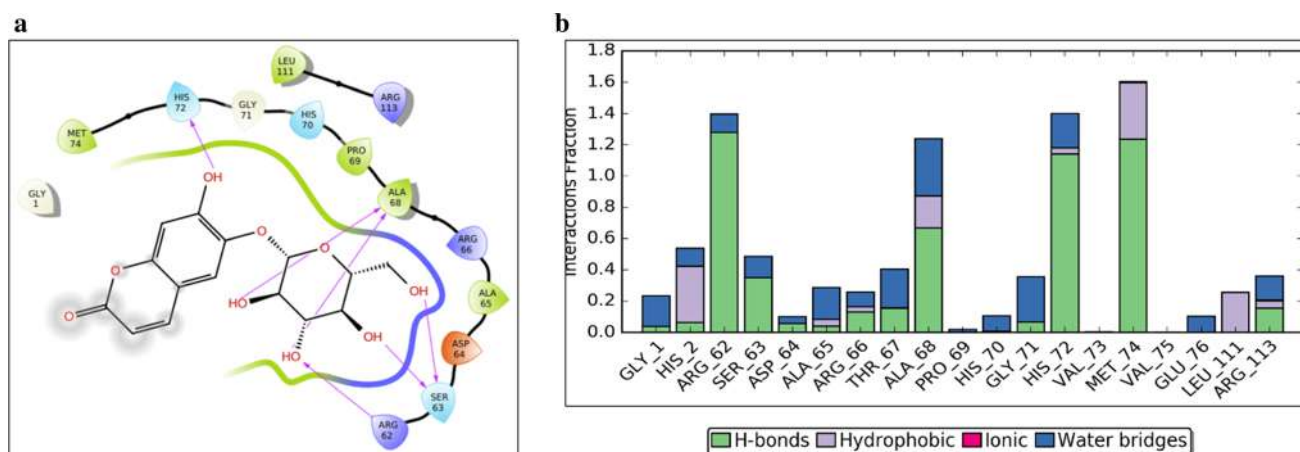 a
LEU
111
HIS
72
GLY
71
ARG
113
HIS
70
MET
74
PRO
69
GLY
1
OH
ALA
68
O
O
ARG
66
O
O
HO
OH
ALA
65
OH
HO
ASP
64
SER
63
ARG
62
b
1.8
1.6
1.4
1.2
1.0
0.8
0.6
0.4
0.2
0.0
Interactions Fraction
GLY_1
HIS_2
ARG_62
SER_63
ASP_64
ALA_65
ARG_66
THR_67
ALA_68
PRO_69
HIS_70
GLY_71
HIS_72
VAL_73
MET_74
VAL_75
GLU_76
LEU_111
ARG_113
H-bonds Hydrophobic Ionic Water bridges